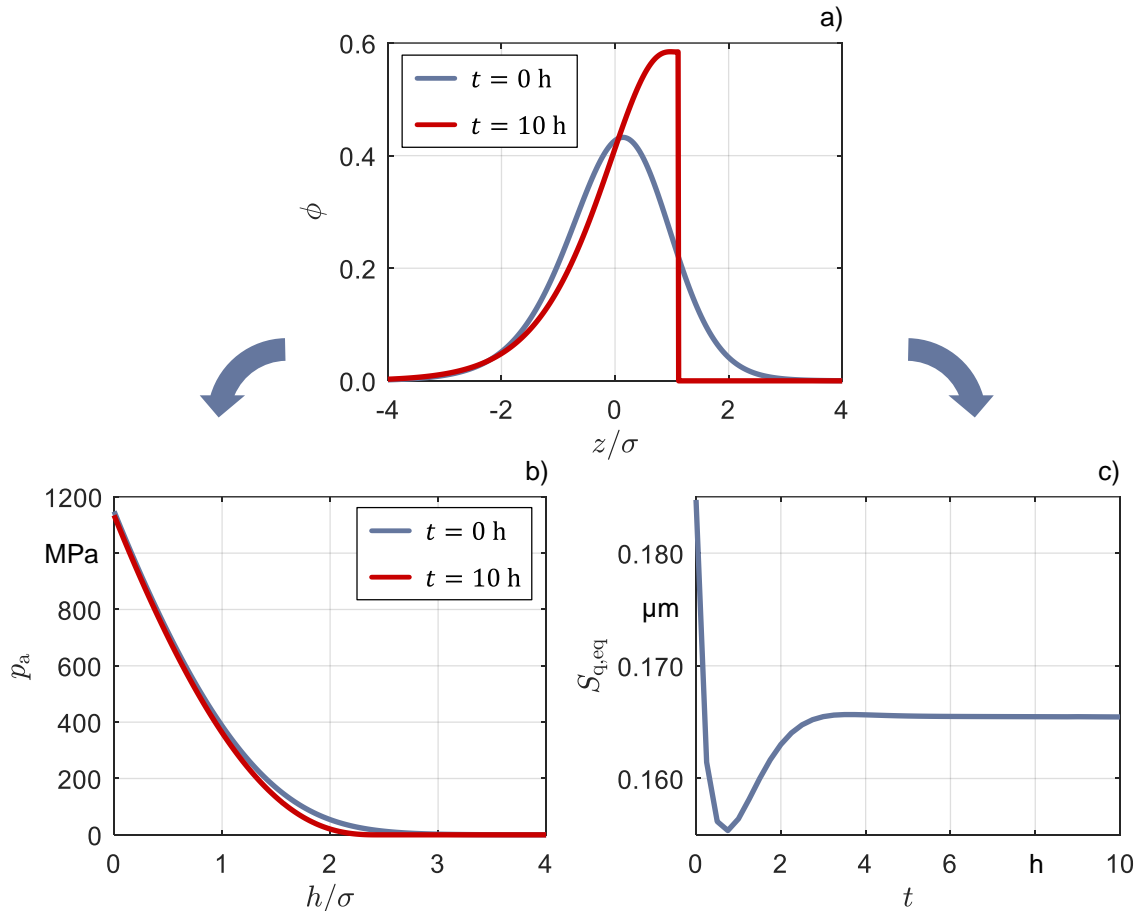 a)
0.6
0.4
0.2
0.0
ϕ
t = 0 h
t = 10 h
-4 -2 0 2 4
z/σ
b)
1200
MPa
800
600
400
200
0
p_a
t = 0 h
t = 10 h
0 1 2 3 4
h/σ
c)
0.180
µm
0.170
0.160
S_q,eq
0 2 4 6 h 10
t